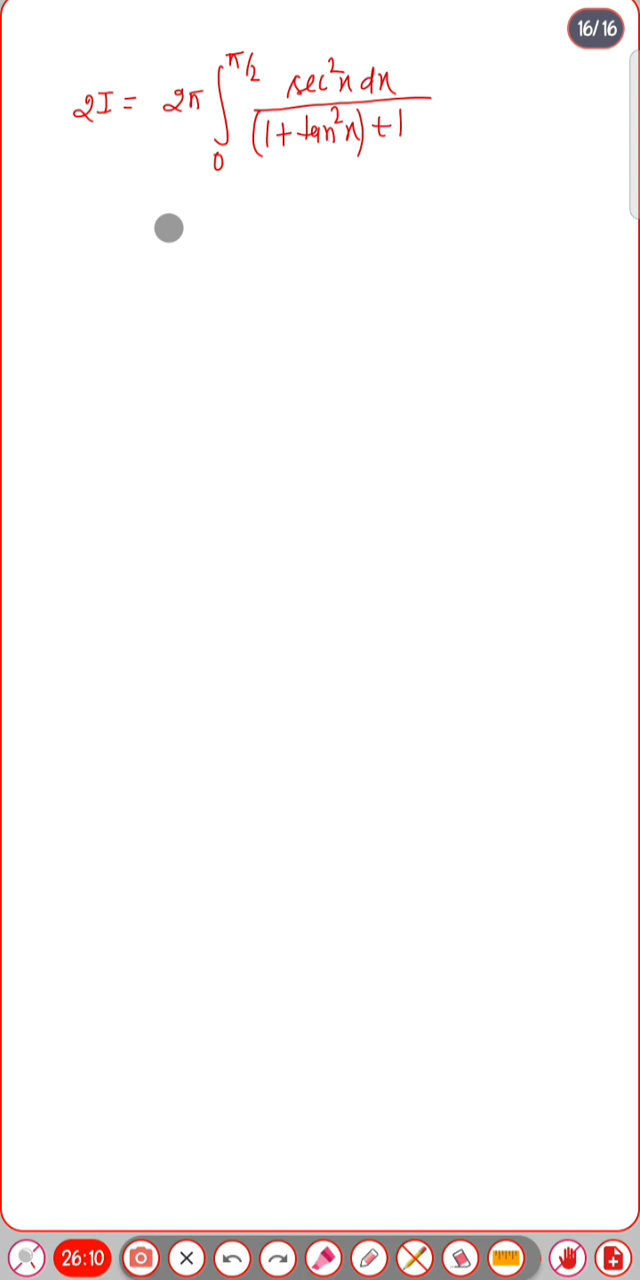 16/16
2I = 2π ∫₀^π/2 sec²x dx / (1+tan²x)+1
26:10